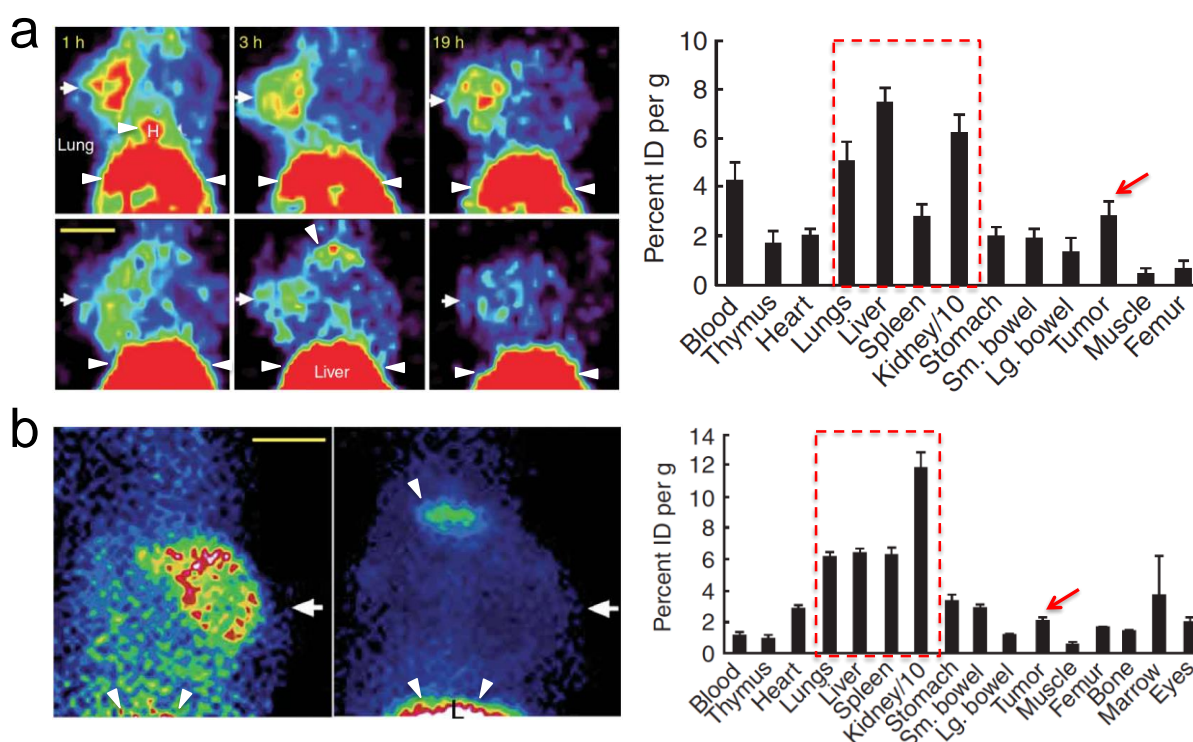 a
1 h
3 h
19 h
H
Lung
Liver
10
8
6
4
2
0
Percent ID per g
Blood
Thymus
Heart
Lungs
Liver
Spleen
Kidney/10
Stomach
Sm. bowel
Lg. bowel
Tumor
Muscle
Femur
b
L
14
12
10
8
6
4
2
0
Percent ID per g
Blood
Thymus
Heart
Lungs
Liver
Spleen
Kidney/10
Stomach
Sm. bowel
Lg. bowel
Tumor
Muscle
Femur
Bone
Marrow
Eyes